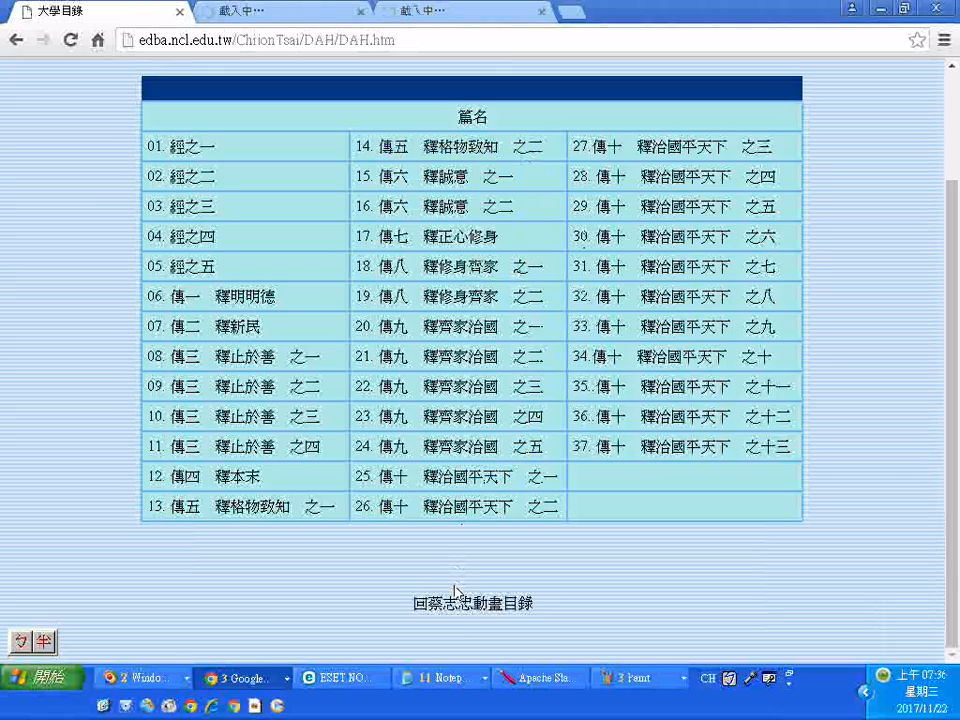 大學目錄
載入中…
載入中…
edba.ncl.edu.tw/ChiionTsai/DAH/DAH.htm
篇名
01. 經之一 14. 傳五 釋格物致知 之二 27.傳十 釋治國平天下 之三
02. 經之二 15. 傳六 釋誠意 之一 28. 傳十 釋治國平天下 之四
03. 經之三 16. 傳六 釋誠意 之二 29. 傳十 釋治國平天下 之五
04. 經之四 17. 傳七 釋正心修身 30. 傳十 釋治國平天下 之六
05. 經之五 18. 傳八 釋修身齊家 之一 31. 傳十 釋治國平天下 之七
06. 傳一 釋明明德 19. 傳八 釋修身齊家 之二 32. 傳十 釋治國平天下 之八
07. 傳二 釋新民 20. 傳九 釋齊家治國 之一 33. 傳十 釋治國平天下 之九
08. 傳三 釋止於善 之一 21. 傳九 釋齊家治國 之二 34.傳十 釋治國平天下 之十
09. 傳三 釋止於善 之二 22. 傳九 釋齊家治國 之三 35. 傳十 釋治國平天下 之十一
10. 傳三 釋止於善 之三 23. 傳九 釋齊家治國 之四 36. 傳十 釋治國平天下 之十二
11. 傳三 釋止於善 之四 24. 傳九 釋齊家治國 之五 37. 傳十 釋治國平天下 之十三
12. 傳四 釋本末 25. 傳十 釋治國平天下 之一
13. 傳五 釋格物致知 之一 26. 傳十 釋治國平天下 之二
回蔡志忠動畫目錄
ㄅ 半
開始 2 Windo... 3 Google... ESET NO... 11 Notep... Apache Sta... 3 Paint CH 上午 07:36
星期三
2017/11/22